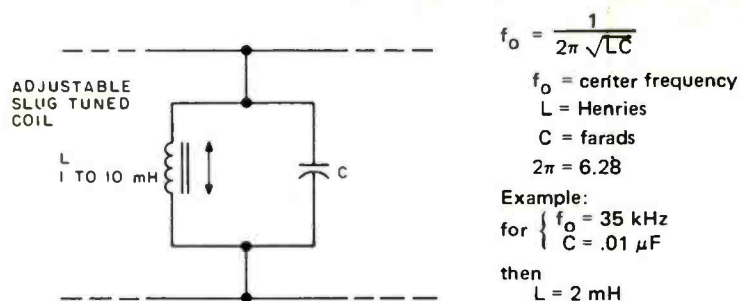 ADJUSTABLE
SLUG TUNED
COIL
L
1 TO 10 mH
C
f₀ = 1 / 2π √LC
f₀ = center frequency
L = Henries
C = farads
2π = 6.28
Example:
for { f₀ = 35 kHz
C = .01 μF
then
L = 2 mH